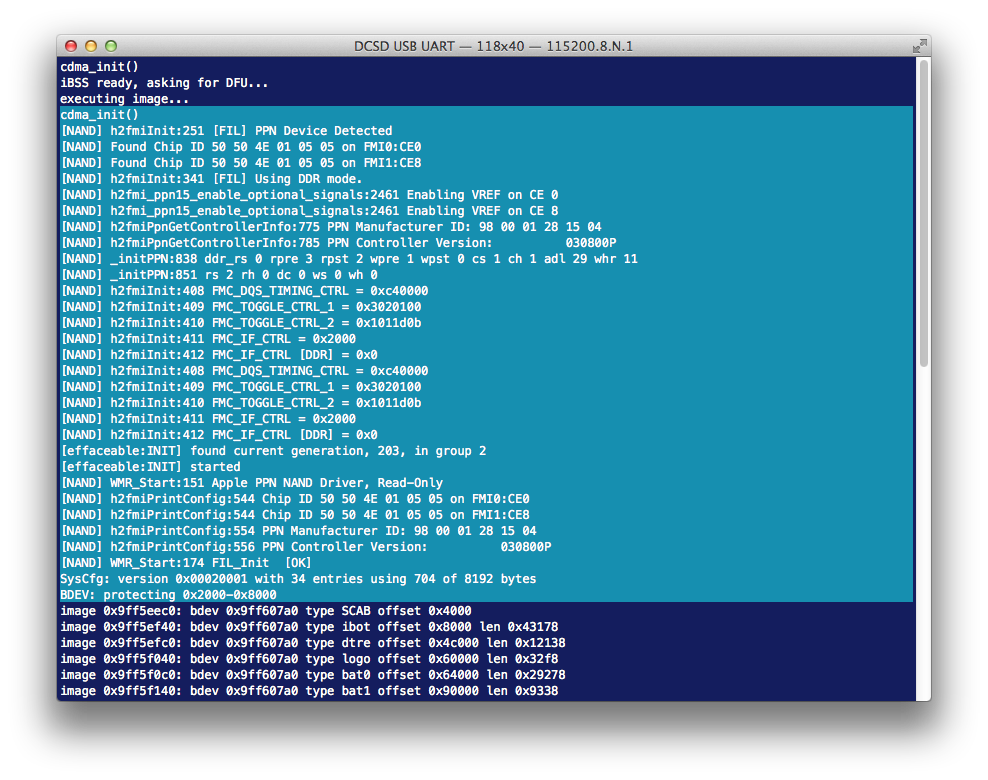 DCSD USB UART — 118x40 — 115200.8.N.1
cdma_init()
iBSS ready, asking for DFU...
executing image...
cdma_init()
[NAND] h2fmiInit:251 [FIL] PPN Device Detected
[NAND] Found Chip ID 50 50 4E 01 05 05 on FMI0:CE0
[NAND] Found Chip ID 50 50 4E 01 05 05 on FMI1:CE8
[NAND] h2fmiInit:341 [FIL] Using DDR mode.
[NAND] h2fmi_ppn15_enable_optional_signals:2461 Enabling VREF on CE 0
[NAND] h2fmi_ppn15_enable_optional_signals:2461 Enabling VREF on CE 8
[NAND] h2fmiPpnGetControllerInfo:775 PPN Manufacturer ID: 98 00 01 28 15 04
[NAND] h2fmiPpnGetControllerInfo:785 PPN Controller Version:          030800P
[NAND] _initPPN:838 ddr_rs 0 rpre 3 rpst 2 wpre 1 wpst 0 cs 1 ch 1 adl 29 whr 11
[NAND] _initPPN:851 rs 2 rh 0 dc 0 ws 0 wh 0
[NAND] h2fmiInit:408 FMC_DQS_TIMING_CTRL = 0xc40000
[NAND] h2fmiInit:409 FMC_TOGGLE_CTRL_1 = 0x3020100
[NAND] h2fmiInit:410 FMC_TOGGLE_CTRL_2 = 0x1011d0b
[NAND] h2fmiInit:411 FMC_IF_CTRL = 0x2000
[NAND] h2fmiInit:412 FMC_IF_CTRL [DDR] = 0x0
[NAND] h2fmiInit:408 FMC_DQS_TIMING_CTRL = 0xc40000
[NAND] h2fmiInit:409 FMC_TOGGLE_CTRL_1 = 0x3020100
[NAND] h2fmiInit:410 FMC_TOGGLE_CTRL_2 = 0x1011d0b
[NAND] h2fmiInit:411 FMC_IF_CTRL = 0x2000
[NAND] h2fmiInit:412 FMC_IF_CTRL [DDR] = 0x0
[effaceable:INIT] found current generation, 203, in group 2
[effaceable:INIT] started
[NAND] WMR_Start:151 Apple PPN NAND Driver, Read-Only
[NAND] h2fmiPrintConfig:544 Chip ID 50 50 4E 01 05 05 on FMI0:CE0
[NAND] h2fmiPrintConfig:544 Chip ID 50 50 4E 01 05 05 on FMI1:CE8
[NAND] h2fmiPrintConfig:554 PPN Manufacturer ID: 98 00 01 28 15 04
[NAND] h2fmiPrintConfig:556 PPN Controller Version:          030800P
[NAND] WMR_Start:174 FIL_Init  [OK]
SysCfg: version 0x00020001 with 34 entries using 704 of 8192 bytes
BDEV: protecting 0x2000-0x8000
image 0x9ff5eec0: bdev 0x9ff607a0 type SCAB offset 0x4000
image 0x9ff5ef40: bdev 0x9ff607a0 type ibot offset 0x8000 len 0x43178
image 0x9ff5efc0: bdev 0x9ff607a0 type dtre offset 0x4c000 len 0x12138
image 0x9ff5f040: bdev 0x9ff607a0 type logo offset 0x60000 len 0x32f8
image 0x9ff5f0c0: bdev 0x9ff607a0 type bat0 offset 0x64000 len 0x29278
image 0x9ff5f140: bdev 0x9ff607a0 type bat1 offset 0x90000 len 0x9338